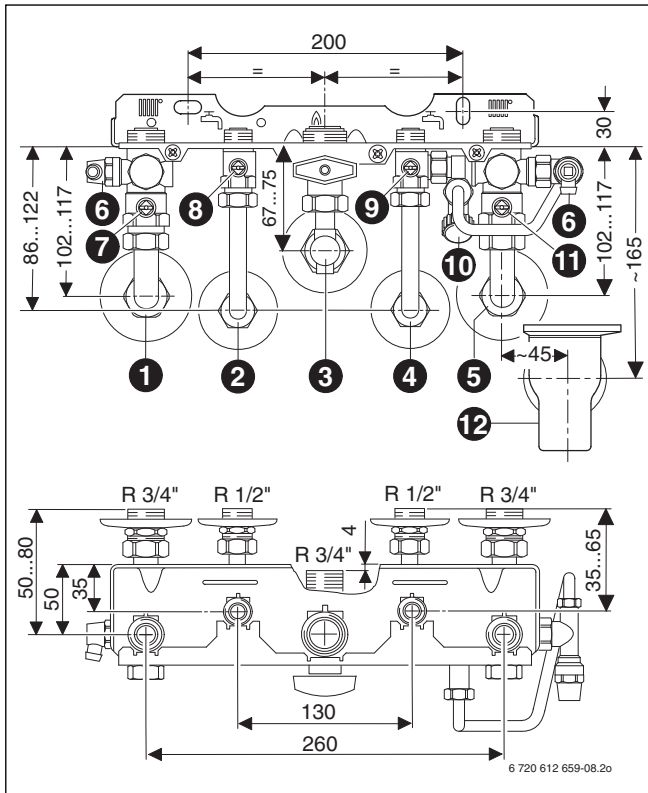 200
= =
30
86...122
102...117
67...75
102...117
~165
6 8 9 6
7 10 11
~45
1 2 3 4 5
12
R 3/4" R 1/2" R 1/2" R 3/4"
R 3/4"
4
50...80
50
35
35...65
130
260
6 720 612 659-08.2o